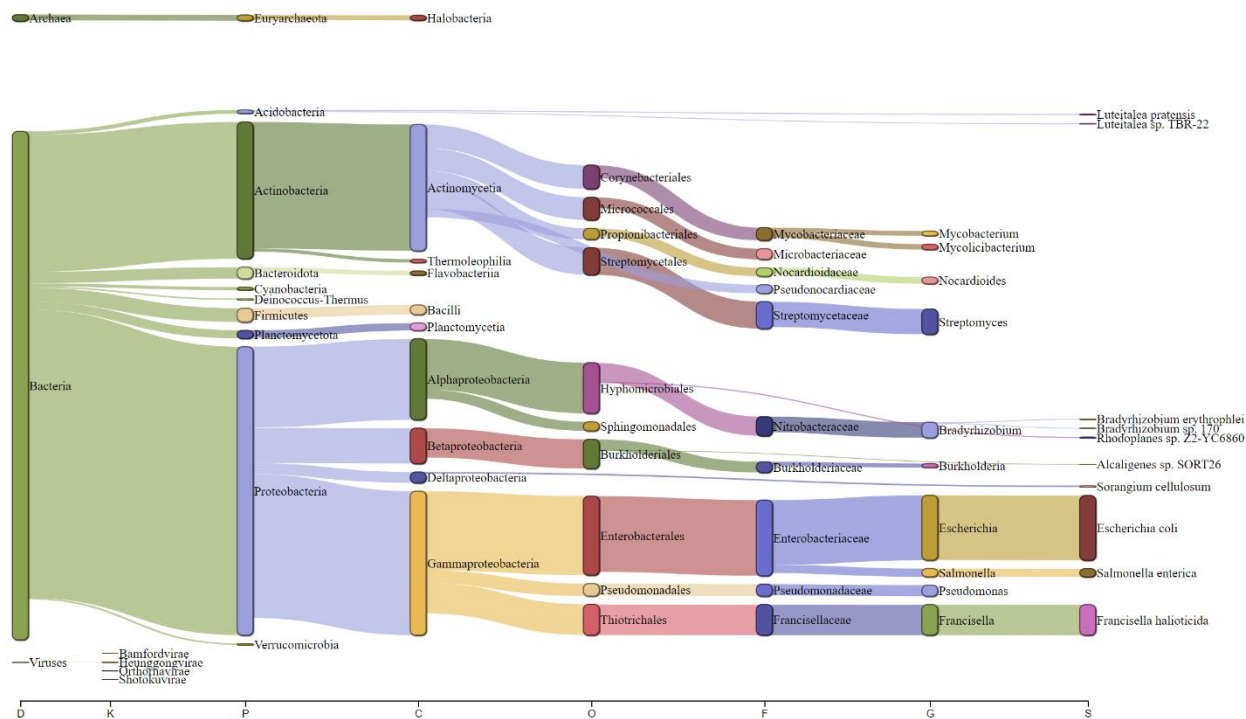 Archaea
Euryarchaeota
Halobacteria
Acidobacteria
Luteitalea pratensis
Luteitalea sp. TBR-22
Actinobacteria
Actinomycetia
Corynebacteriales
Micrococcales
Propionibacteriales
Streptomycetales
Mycobacteriaceae
Mycobacterium
Mycolicibacterium
Microbacteriaceae
Nocardioidaceae
Nocardioides
Pseudonocardiaceae
Streptomycetaceae
Streptomyces
Thermoleophilia
Bacteroidota
Flavobacteriia
Cyanobacteria
Deinococcus-Thermus
Firmicutes
Bacilli
Planctomycetota
Planctomycetia
Bacteria
Alphaproteobacteria
Hyphomicrobiales
Sphingomonadales
Nitrobacteraceae
Bradyrhizobium
Bradyrhizobium erythrophlei
Bradyrhizobium sp. 170
Rhodoplanes sp. Z2-YC6860
Betaproteobacteria
Burkholderiales
Burkholderiaceae
Burkholderia
Alcaligenes sp. SORT26
Proteobacteria
Deltaproteobacteria
Sorangium cellulosum
Gammaproteobacteria
Enterobacterales
Enterobacteriaceae
Escherichia
Escherichia coli
Salmonella
Salmonella enterica
Pseudomonadales
Pseudomonadaceae
Pseudomonas
Thiotrichales
Francisellaceae
Francisella
Francisella halioticida
Verrucomicrobia
Viruses
Bamfordvirae
Heunggongvirae
Orthornavirae
Shotokuvirae
D K P C O F G S